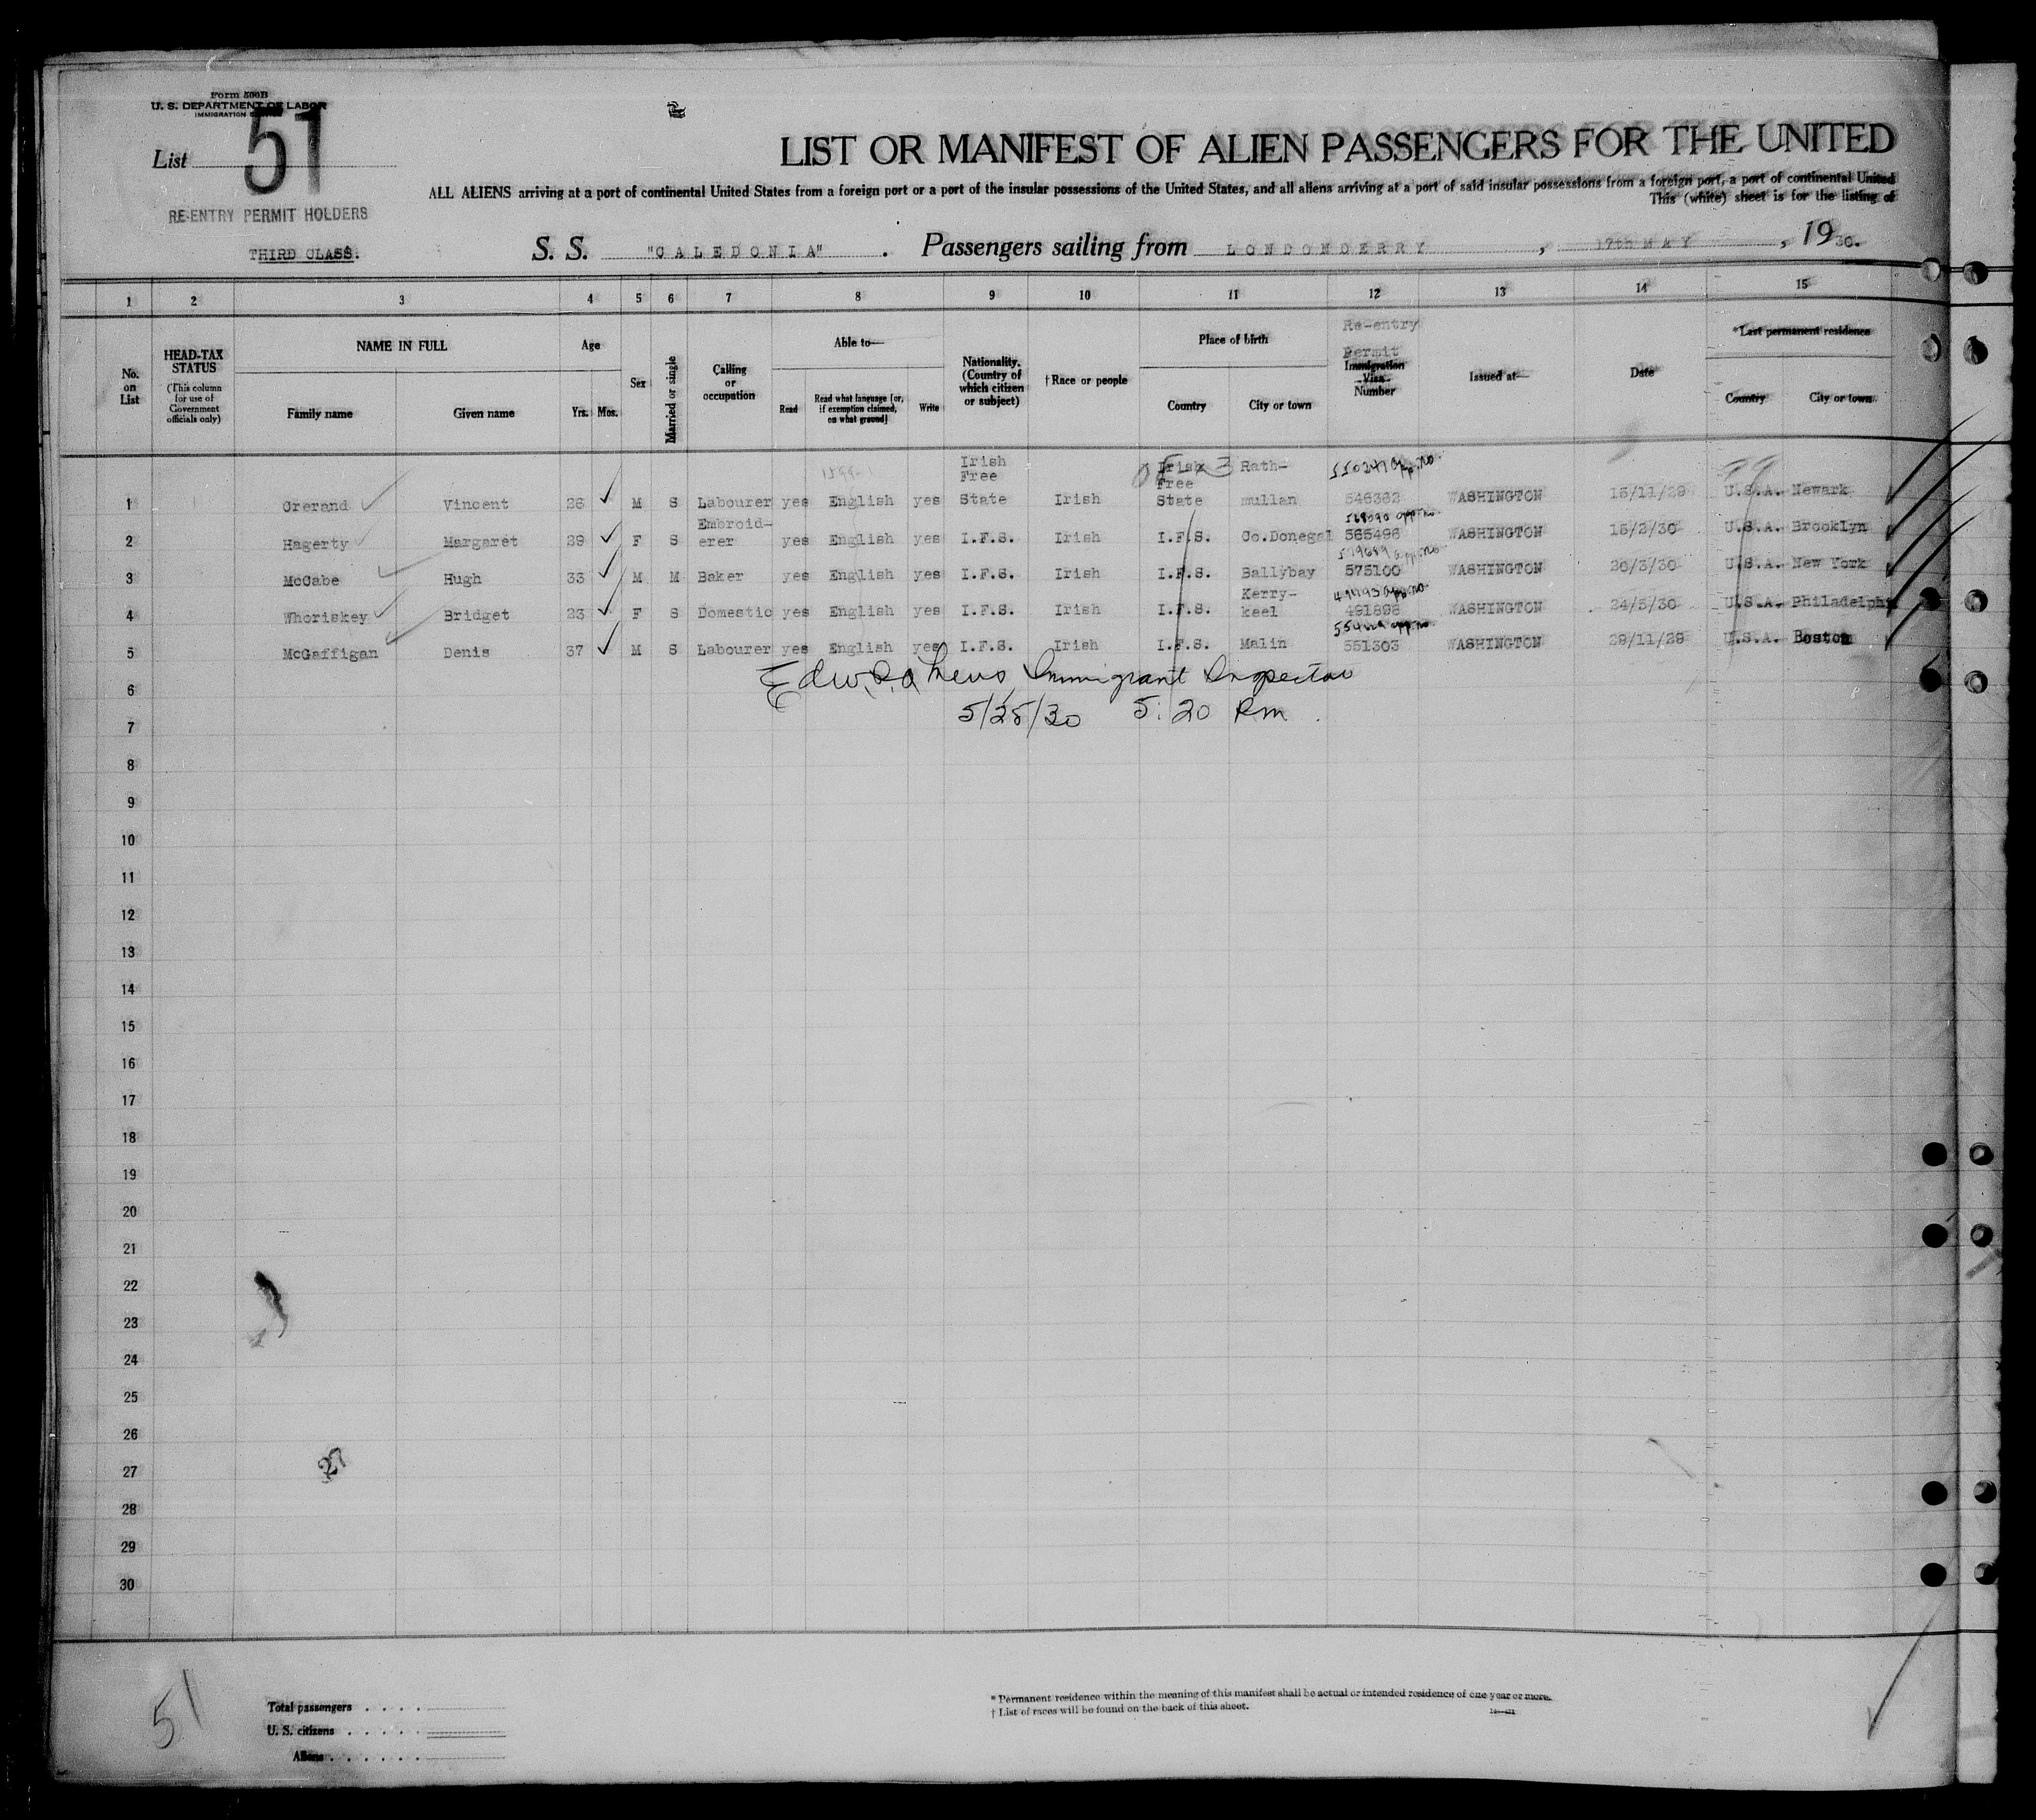 Form 500B
U. S. DEPARTMENT OF LABOR
IMMIGRATION
List 51
RE-ENTRY PERMIT HOLDERS
THIRD CLASS.
LIST OR MANIFEST OF ALIEN PASSENGERS FOR THE UNITED
ALL ALIENS arriving at a port of continental United States from a foreign port or a port of the insular possessions of the United States, and all aliens arriving at a port of said insular possessions from a foreign port, a port of continental United
This (white) sheet is for the listing of
S. S. "CALEDONIA" . Passengers sailing from LONDONDERRY , 17th MAY , 1930.
1 2 3 4 5 6 7 8 9 10 11 12 13 14 15
No. on List
HEAD-TAX STATUS (This column for use of Government officials only)
NAME IN FULL Family name Given name
Age Yrs. Mos.
Sex
Married or single
Calling or occupation
Able to— Read Read what language [or, if exemption claimed, on what ground] Write
Nationality. (Country of which citizen or subject)
†Race or people
Place of birth Country City or town
Re-entry Permit Immigration Visa Number
Issued at—
Date
*Last permanent residence Country City or town
1 Crerand Vincent 26 M S Labourer yes English yes Irish Free State Irish Irish Free State Rath-mullan 546362 WASHINGTON 15/11/29 U.S.A. Newark
2 Hagerty Margaret 29 F S Embroid-erer yes English yes I.F.S. Irish I.F.S. Co.Donegal 565496 WASHINGTON 15/2/30 U.S.A. Brooklyn
3 McCabe Hugh 33 M M Baker yes English yes I.F.S. Irish I.F.S. Ballybay 575100 WASHINGTON 26/3/30 U.S.A. New York
4 Whoriskey Bridget 23 F S Domestic yes English yes I.F.S. Irish I.F.S. Kerry-keel 491898 WASHINGTON 24/5/30 U.S.A. Philadelphi
5 McGaffigan Denis 37 M S Labourer yes English yes I.F.S. Irish I.F.S. Malin 551303 WASHINGTON 29/11/29 U.S.A. Boston
Immigrant Inspector
5/25/30 5:20 Pm
6
7
8
9
10
11
12
13
14
15
16
17
18
19
20
21
22
23
24
25
26
27
28
29
30
51
Total passengers
U. S. citizens
Aliens
* Permanent residence within the meaning of this manifest shall be actual or intended residence of one year or more.
† List of races will be found on the back of this sheet.